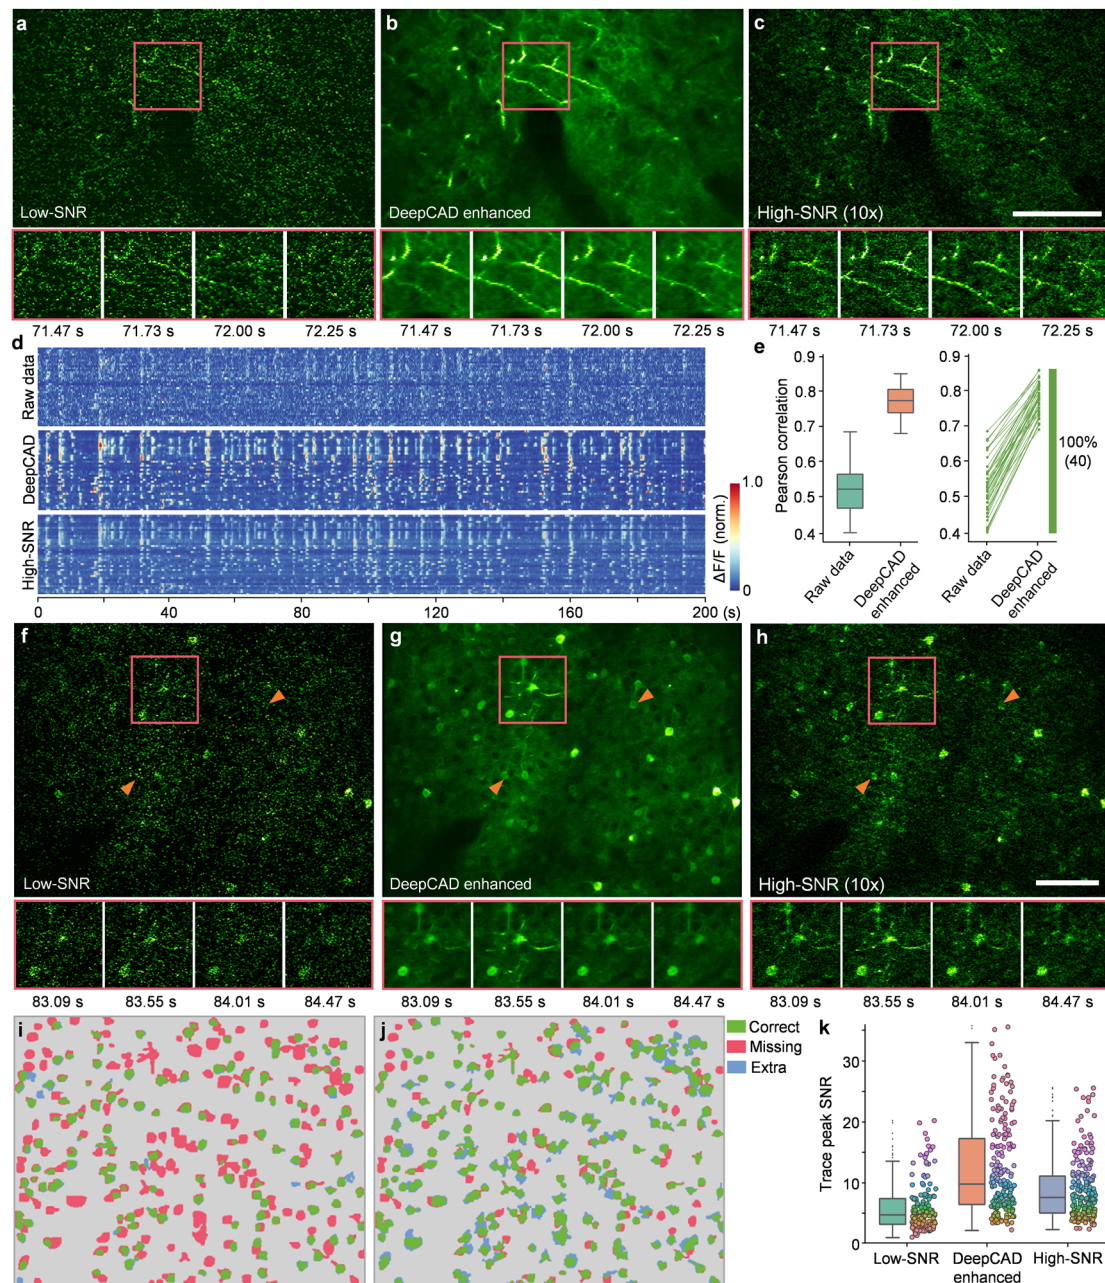 a
b
c
Low-SNR
DeepCAD enhanced
High-SNR (10x)
71.47 s 71.73 s 72.00 s 72.25 s
71.47 s 71.73 s 72.00 s 72.25 s
71.47 s 71.73 s 72.00 s 72.25 s
d
Raw data
DeepCAD
High-SNR
0 40 80 120 160 200 (s)
1.0
0
ΔF/F (norm.)
e
Pearson correlation
0.9
0.8
0.7
0.6
0.5
0.4
Raw data
DeepCAD
enhanced
0.9
0.8
0.7
0.6
0.5
0.4
Raw data
DeepCAD
enhanced
100%
(40)
f
g
h
Low-SNR
DeepCAD enhanced
High-SNR (10x)
83.09 s 83.55 s 84.01 s 84.47 s
83.09 s 83.55 s 84.01 s 84.47 s
83.09 s 83.55 s 84.01 s 84.47 s
i
j
Correct
Missing
Extra
k
Trace peak SNR
30
20
10
0
Low-SNR
DeepCAD
enhanced
High-SNR